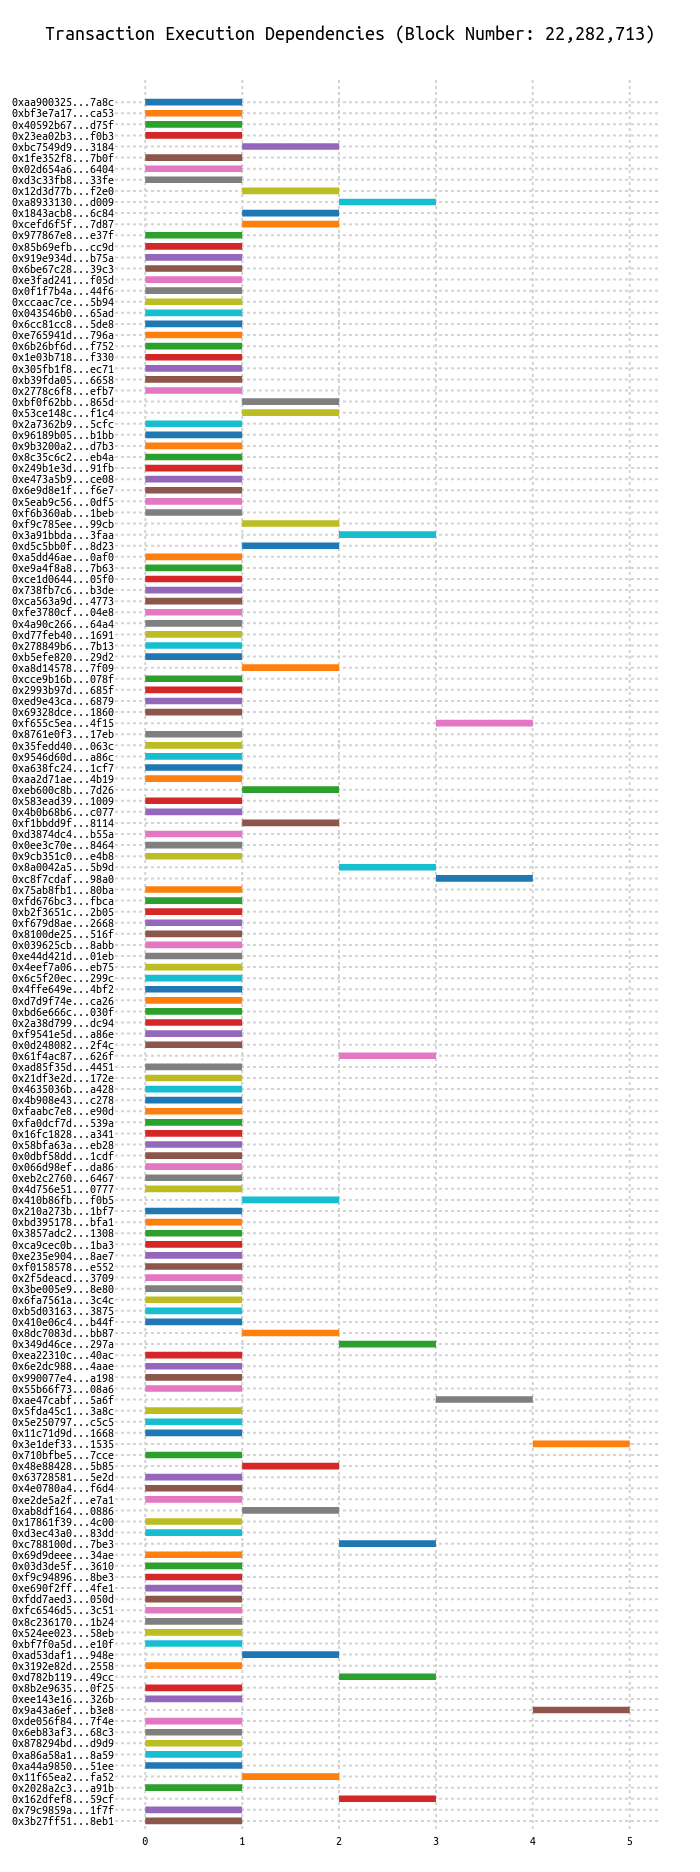 Transaction Execution Dependencies (Block Number: 22,282,713)
0xaa900325...7a8c
0xbf3e7a17...ca53
0x40592b67...d75f
0x23ea02b3...f0b3
0xbc7549d9...3184
0x1fe352f8...7b0f
0x02d654a6...6404
0xd3c33fb8...33fe
0x12d3d77b...f2e0
0xa8933130...d009
0x1843acb8...6c84
0xcefd6f5f...7d87
0x977867e8...e37f
0x85b69efb...cc9d
0x919e934d...b75a
0x6be67c28...39c3
0xe3fad241...f05d
0x0f1f7b4a...44f6
0xccaac7ce...5b94
0x043546b0...65ad
0x6cc81cc8...5de8
0xe765941d...796a
0x6b26bf6d...f752
0x1e03b718...f330
0x305fb1f8...ec71
0xb39fda05...6658
0x2778c6f8...efb7
0xbf0f62bb...865d
0x53ce148c...f1c4
0x2a7362b9...5cfc
0x96189b05...b1bb
0x9b3200a2...d7b3
0x8c35c6c2...eb4a
0x249b1e3d...91fb
0xe473a5b9...ce08
0x6e9d8e1f...f6e7
0x5eab9c56...0df5
0xf6b360ab...1beb
0xf9c785ee...99cb
0x3a91bbda...3faa
0xd5c5bb0f...8d23
0xa5dd46ae...0af0
0xe9a4f8a8...7b63
0xce1d0644...05f0
0x738fb7c6...b3de
0xca563a9d...4773
0xfe3780cf...04e8
0x4a90c266...64a4
0xd77feb40...1691
0x278849b6...7b13
0xb5efe820...29d2
0xa8d14578...7f09
0xcce9b16b...078f
0x2993b97d...685f
0xed9e43ca...6879
0x69328dce...1860
0xf655c5ea...4f15
0x8761e0f3...17eb
0x35fedd40...063c
0x9546d60d...a86c
0xa638fc24...1cf7
0xaa2d71ae...4b19
0xeb600c8b...7d26
0x583ead39...1009
0x4b0b68b6...c077
0xf1bbdd9f...8114
0xd3874dc4...b55a
0x0ee3c70e...8464
0x9cb351c0...e4b8
0x8a0042a5...5b9d
0xc8f7cdaf...98a0
0x75ab8fb1...80ba
0xfd676bc3...fbca
0xb2f3651c...2b05
0xf679d8ae...2668
0x8100de25...516f
0x039625cb...8abb
0xe44d421d...01eb
0x4eef7a06...eb75
0x6c5f20ec...299c
0x4ffe649e...4bf2
0xd7d9f74e...ca26
0xbd6e666c...030f
0x2a38d799...dc94
0xf9541e5d...a86e
0x0d248082...2f4c
0x61f4ac87...626f
0xad85f35d...4451
0x21df3e2d...172e
0x4635036b...a428
0x4b908e43...c278
0xfaabc7e8...e90d
0xfa0dcf7d...539a
0x16fc1828...a341
0x58bfa63a...eb28
0x0dbf58dd...1cdf
0x066d98ef...da86
0xeb2c2760...6467
0x4d756e51...0777
0x410b86fb...f0b5
0x210a273b...1bf7
0xbd395178...bfa1
0x3857adc2...1308
0xca9cec0b...1ba3
0xe235e904...8ae7
0xf0158578...e552
0x2f5deacd...3709
0x3be005e9...8e80
0x6fa7561a...3c4c
0xb5d03163...3875
0x410e06c4...b44f
0x8dc7083d...bb87
0x349d46ce...297a
0xea22310c...40ac
0x6e2dc988...4aae
0x990077e4...a198
0x55b66f73...08a6
0xae47cabf...5a6f
0x5fda45c1...3a8c
0x5e250797...c5c5
0x11c71d9d...1668
0x3e1def33...1535
0x710bfbe5...7cce
0x48e88428...5b85
0x63728581...5e2d
0x4e0780a4...f6d4
0xe2de5a2f...e7a1
0xab8df164...0886
0x17861f39...4c00
0xd3ec43a0...83dd
0xc788100d...7be3
0x69d9deee...34ae
0x03d3de5f...3610
0xf9c94896...8be3
0xe690f2ff...4fe1
0xfdd7aed3...050d
0xfc6546d5...3c51
0x8c236170...1b24
0x524ee023...58eb
0xbf7f0a5d...e10f
0xad53daf1...948e
0x3192e82d...2558
0xd782b119...49cc
0x8b2e9635...0f25
0xee143e16...326b
0x9a43a6ef...b3e8
0xde056f84...7f4e
0x6eb83af3...68c3
0x878294bd...d9d9
0xa86a58a1...8a59
0xa44a9850...51ee
0x11f65ea2...fa52
0x2028a2c3...a91b
0x162dfef8...59cf
0x79c9859a...1f7f
0x3b27ff51...8eb1
0 1 2 3 4 5